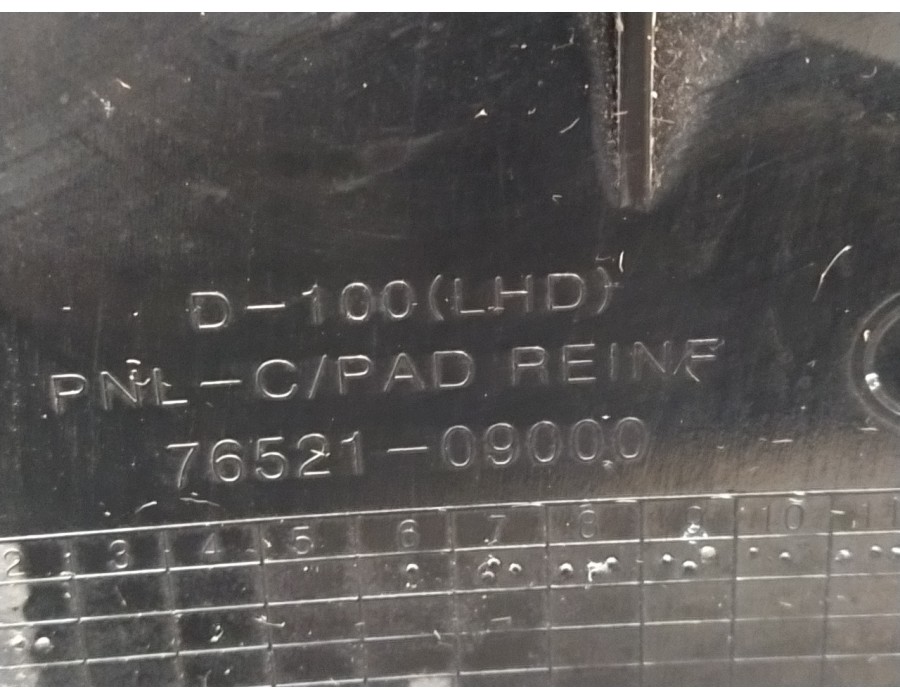 D-100(LHD)
PNL-C/PAD REINF
76521-09000
2 3 4 5 6 7 8 9 10 11